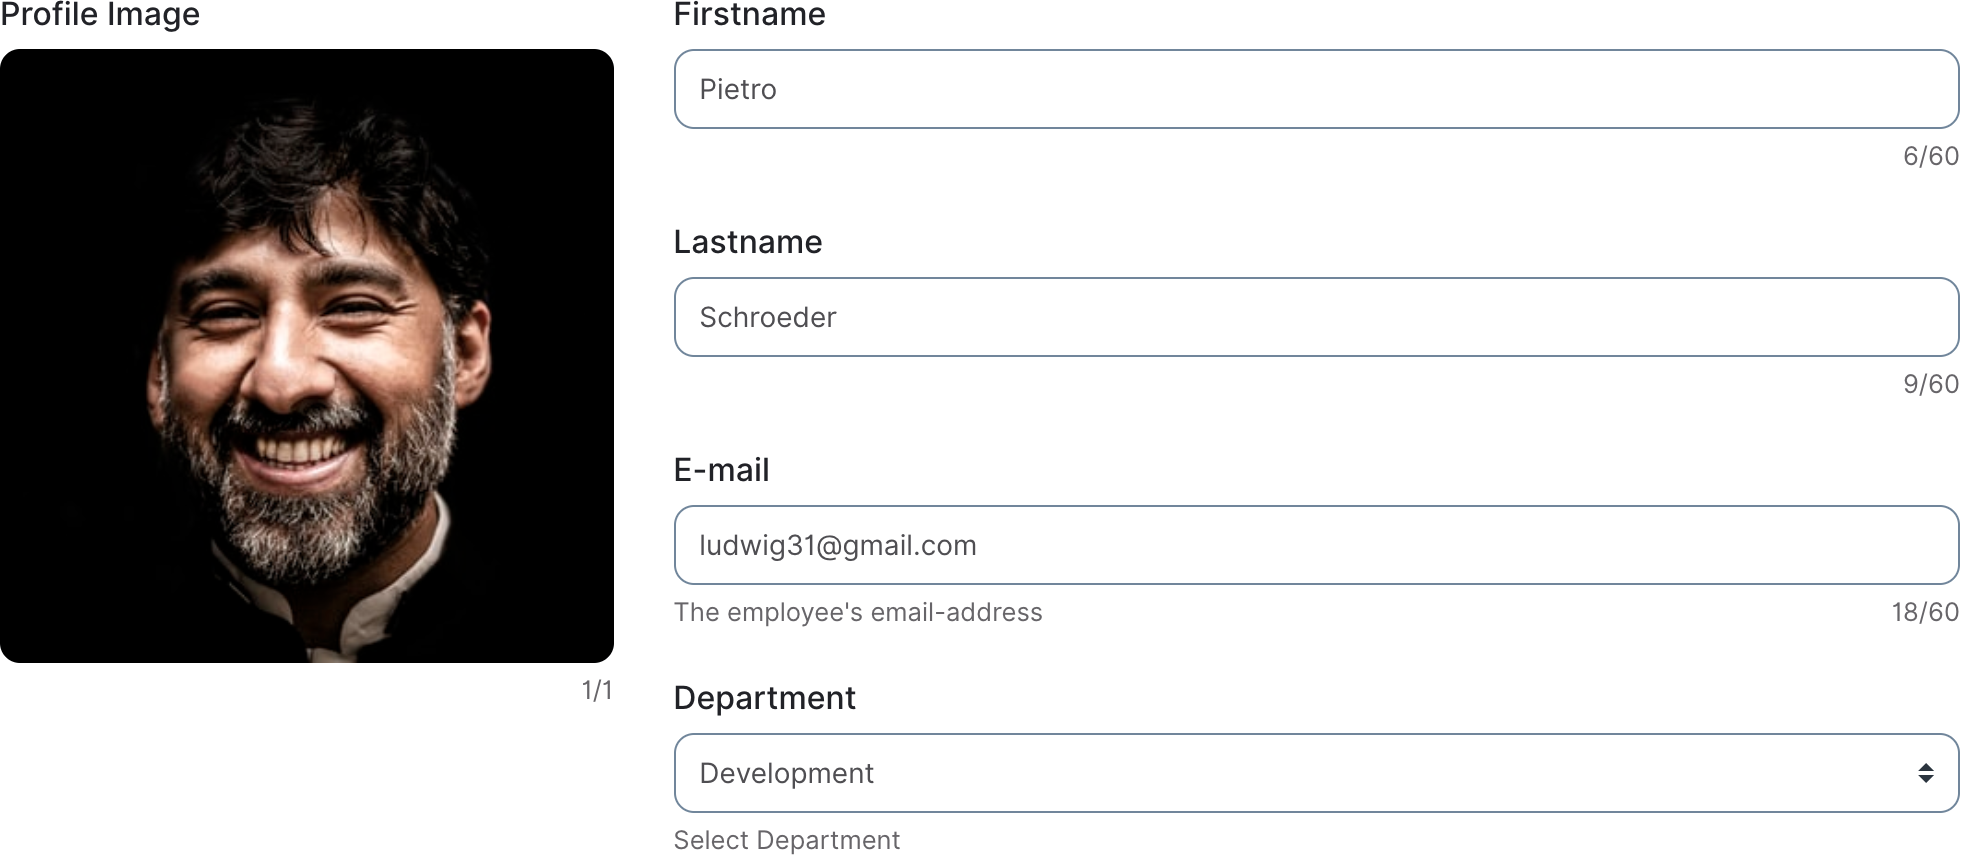 Profile Image
1/1
Firstname
Pietro
6/60
Lastname
Schroeder
9/60
E-mail
ludwig31@gmail.com
The employee's email-address
18/60
Department
Development
Select Department